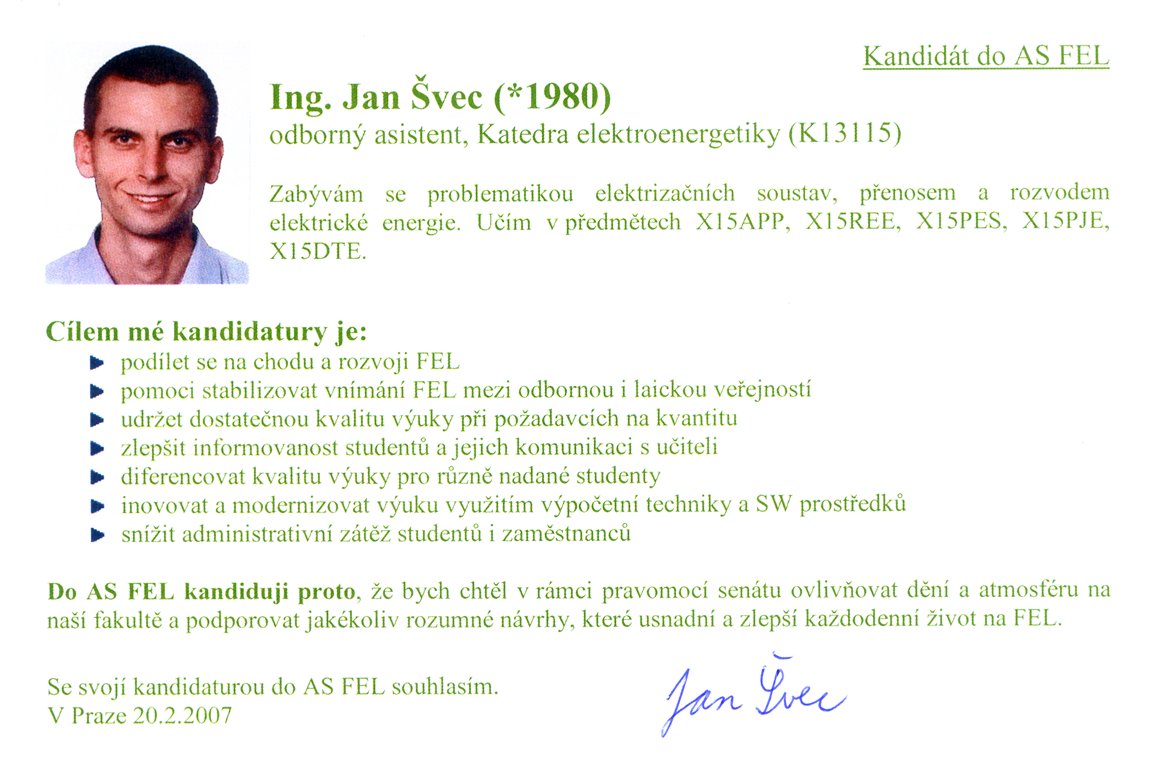 Kandidát do AS FEL
Ing. Jan Švec (*1980)
odborný asistent, Katedra elektroenergetiky (K13115)
Zabývám se problematikou elektrizačních soustav, přenosem a rozvodem
elektrické energie. Učím v předmětech X15APP, X15REE, X15PES, X15PJE,
X15DTE.
Cílem mé kandidatury je:
podílet se na chodu a rozvoji FEL
pomoci stabilizovat vnímání FEL mezi odbornou i laickou veřejností
udržet dostatečnou kvalitu výuky při požadavcích na kvantitu
zlepšit informovanost studentů a jejich komunikaci s učiteli
diferencovat kvalitu výuky pro různě nadané studenty
inovovat a modernizovat výuku využitím výpočetní techniky a SW prostředků
snížit administrativní zátěž studentů i zaměstnanců
Do AS FEL kandiduji proto, že bych chtěl v rámci pravomocí senátu ovlivňovat dění a atmosféru na
naší fakultě a podporovat jakékoliv rozumné návrhy, které usnadní a zlepší každodenní život na FEL.
Se svojí kandidaturou do AS FEL souhlasím.
V Praze 20.2.2007
Jan Švec